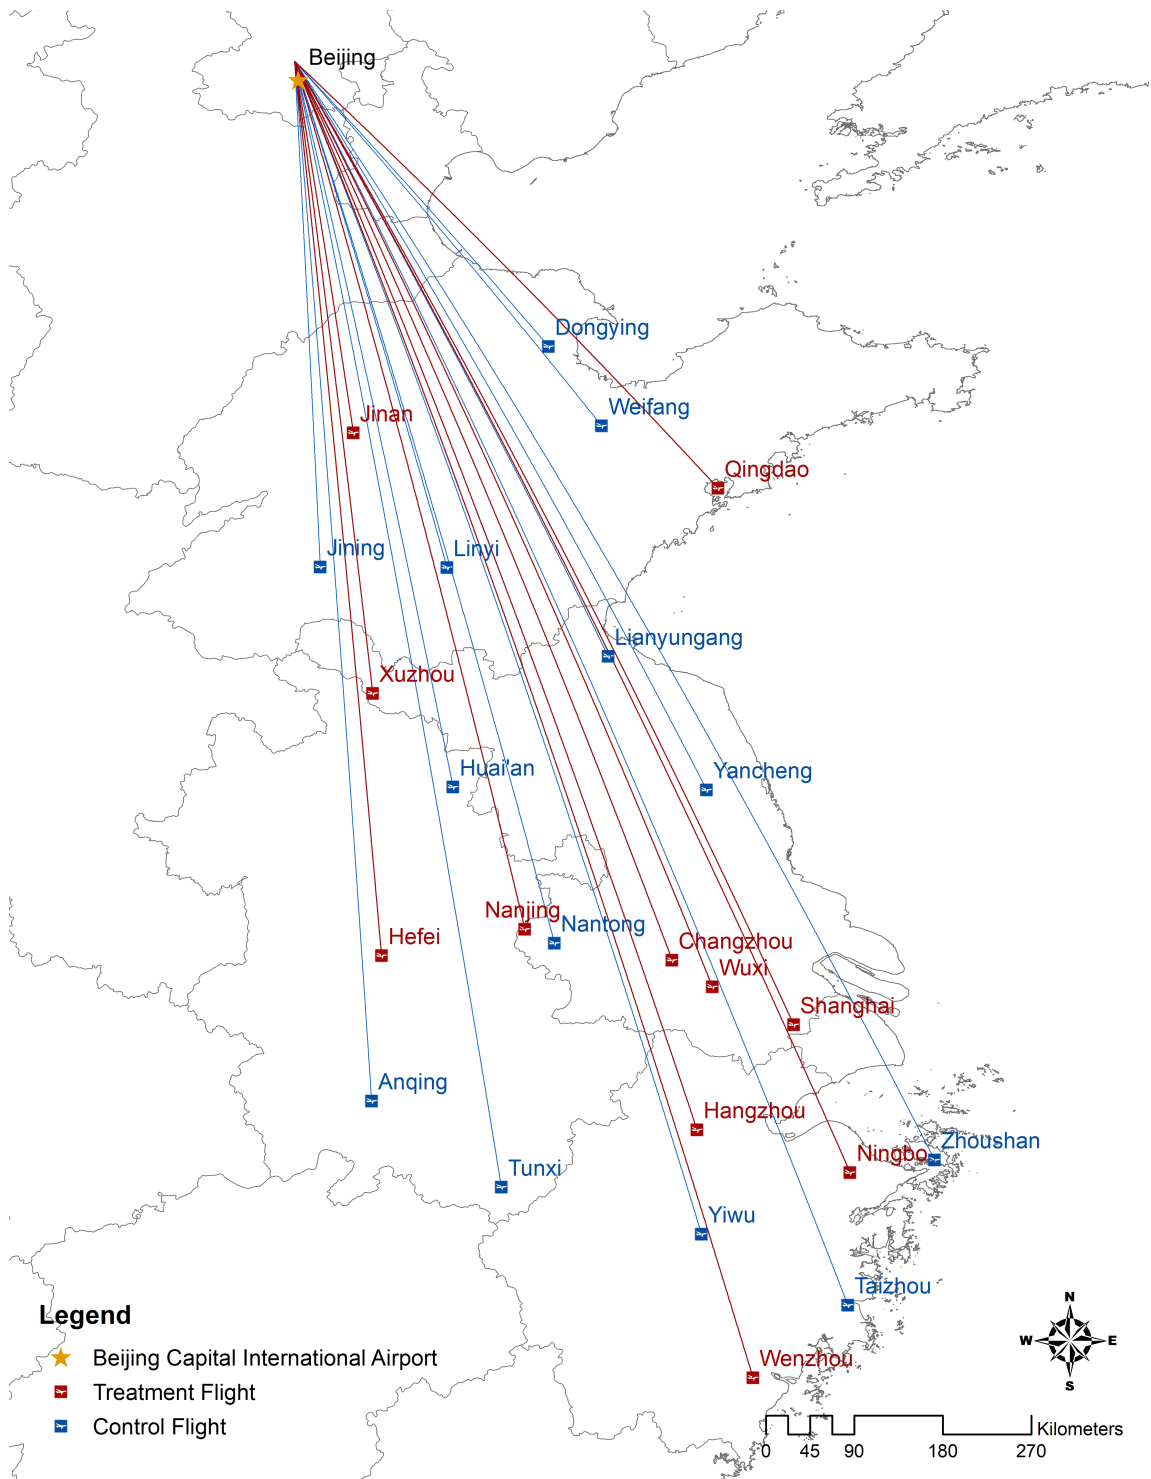 Beijing
Dongying
Weifang
Jinan
Qingdao
Jining
Linyi
Lianyungang
Xuzhou
Huai'an
Yancheng
Nanjing
Nantong
Hefei
Changzhou
Wuxi
Shanghai
Anqing
Hangzhou
Ningbo
Zhoushan
Tunxi
Yiwu
Taizhou
Wenzhou
Legend
Beijing Capital International Airport
Treatment Flight
Control Flight
N
W E
S
Kilometers
0 45 90 180 270